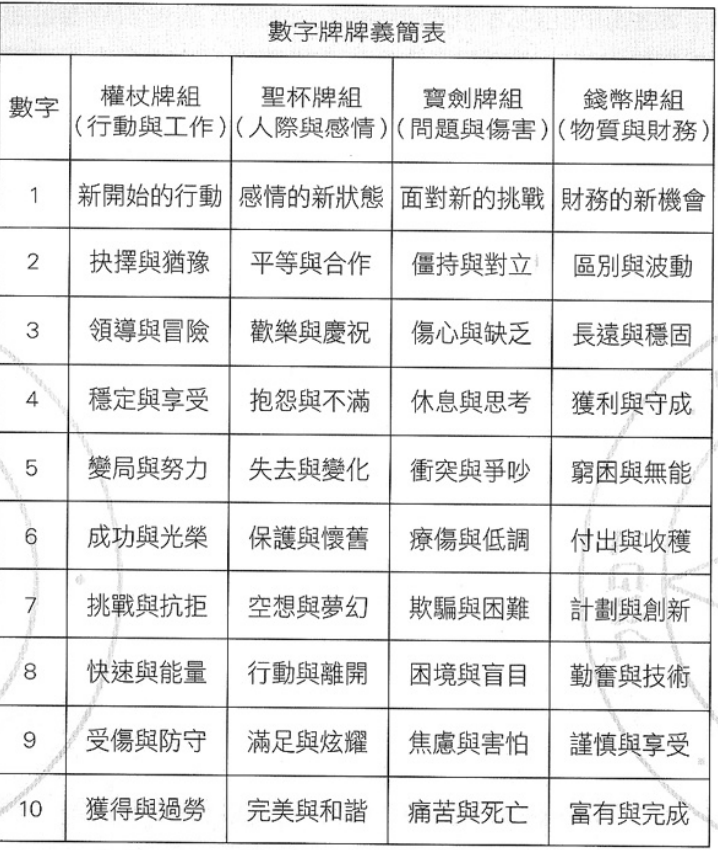 數字牌牌義簡表
數字 權杖牌組 聖杯牌組 寶劍牌組 錢幣牌組
（行動與工作）（人際與感情）（問題與傷害）（物質與財務）
1 新開始的行動 感情的新狀態 面對新的挑戰 財務的新機會
2 抉擇與猶豫 平等與合作 僵持與對立 區別與波動
3 領導與冒險 歡樂與慶祝 傷心與缺乏 長遠與穩固
4 穩定與享受 抱怨與不滿 休息與思考 獲利與守成
5 變局與努力 失去與變化 衝突與爭吵 窮困與無能
6 成功與光榮 保護與懷舊 療傷與低調 付出與收穫
7 挑戰與抗拒 空想與夢幻 欺騙與困難 計劃與創新
8 快速與能量 行動與離開 困境與盲目 勤奮與技術
9 受傷與防守 滿足與炫耀 焦慮與害怕 謹慎與享受
10 獲得與過勞 完美與和諧 痛苦與死亡 富有與完成